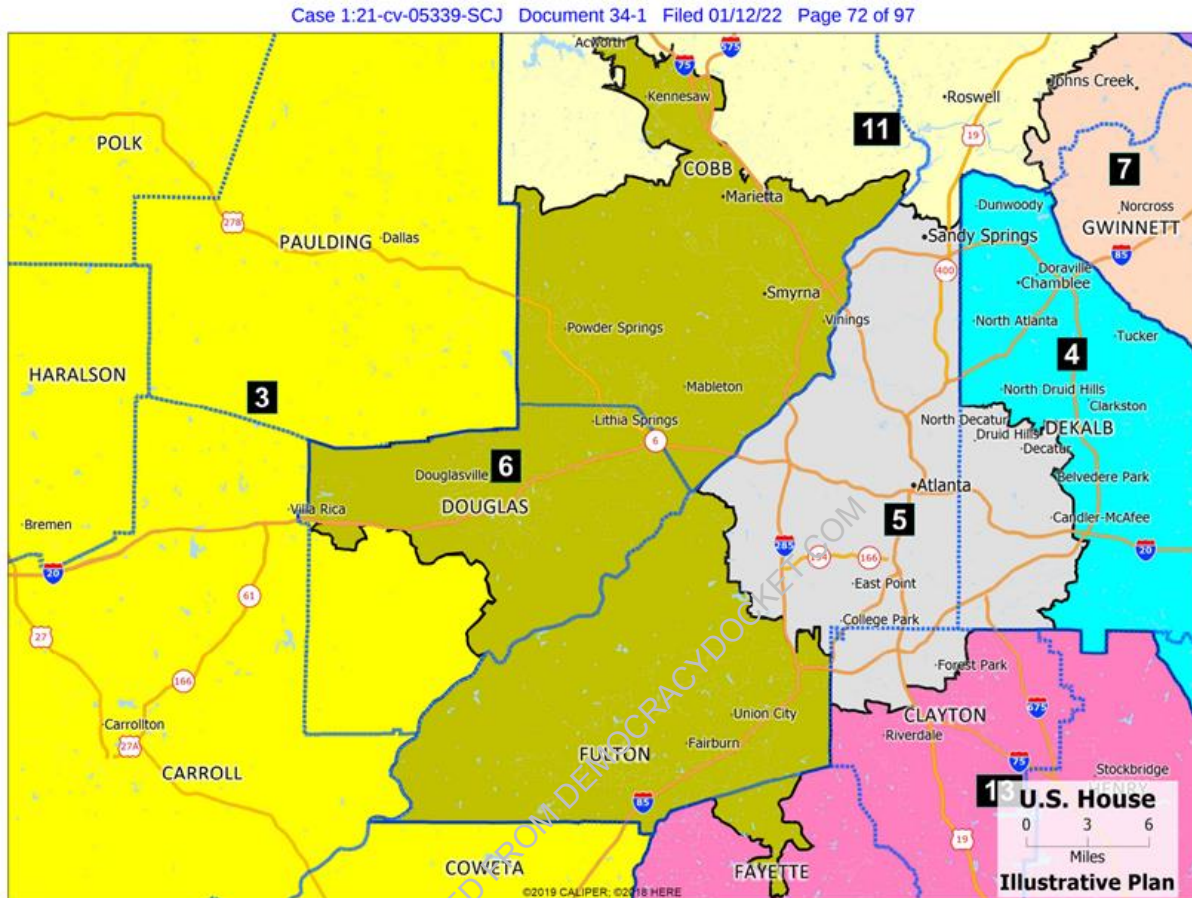 Case 1:21-cv-05339-SCJ Document 34-1 Filed 01/12/22 Page 72 of 97
Acworth
75
575
Kennesaw
Roswell
Johns Creek
19
11
POLK
COBB
7
Marietta
Norcross
GWINNETT
Dunwoody
278
PAULDING
Dallas
Sandy Springs
85
400
Doraville
Chamblee
Smyrna
Vinings
North Atlanta
Powder Springs
Tucker
4
HARALSON
3
Mableton
North Druid Hills
Clarkston
Lithia Springs
North Decatur
DEKALB
Druid Hills
6
Decatur
6
Douglasville
Belvedere Park
Atlanta
DOUGLAS
Villa Rica
5
Candler-McAfee
Bremen
285
154
166
20
20
East Point
61
College Park
27
Forest Park
166
675
Union City
CLAYTON
Carrollton
Riverdale
27A
Fairburn
FULTON
75
CARROLL
Stockbridge
13
HENRY
85
U.S. House
0 3 6
19
Miles
COWETA
FAYETTE
Illustrative Plan
©2019 CALIPER; ©2018 HERE
FROM DEMOCRACYDOCKET.COM